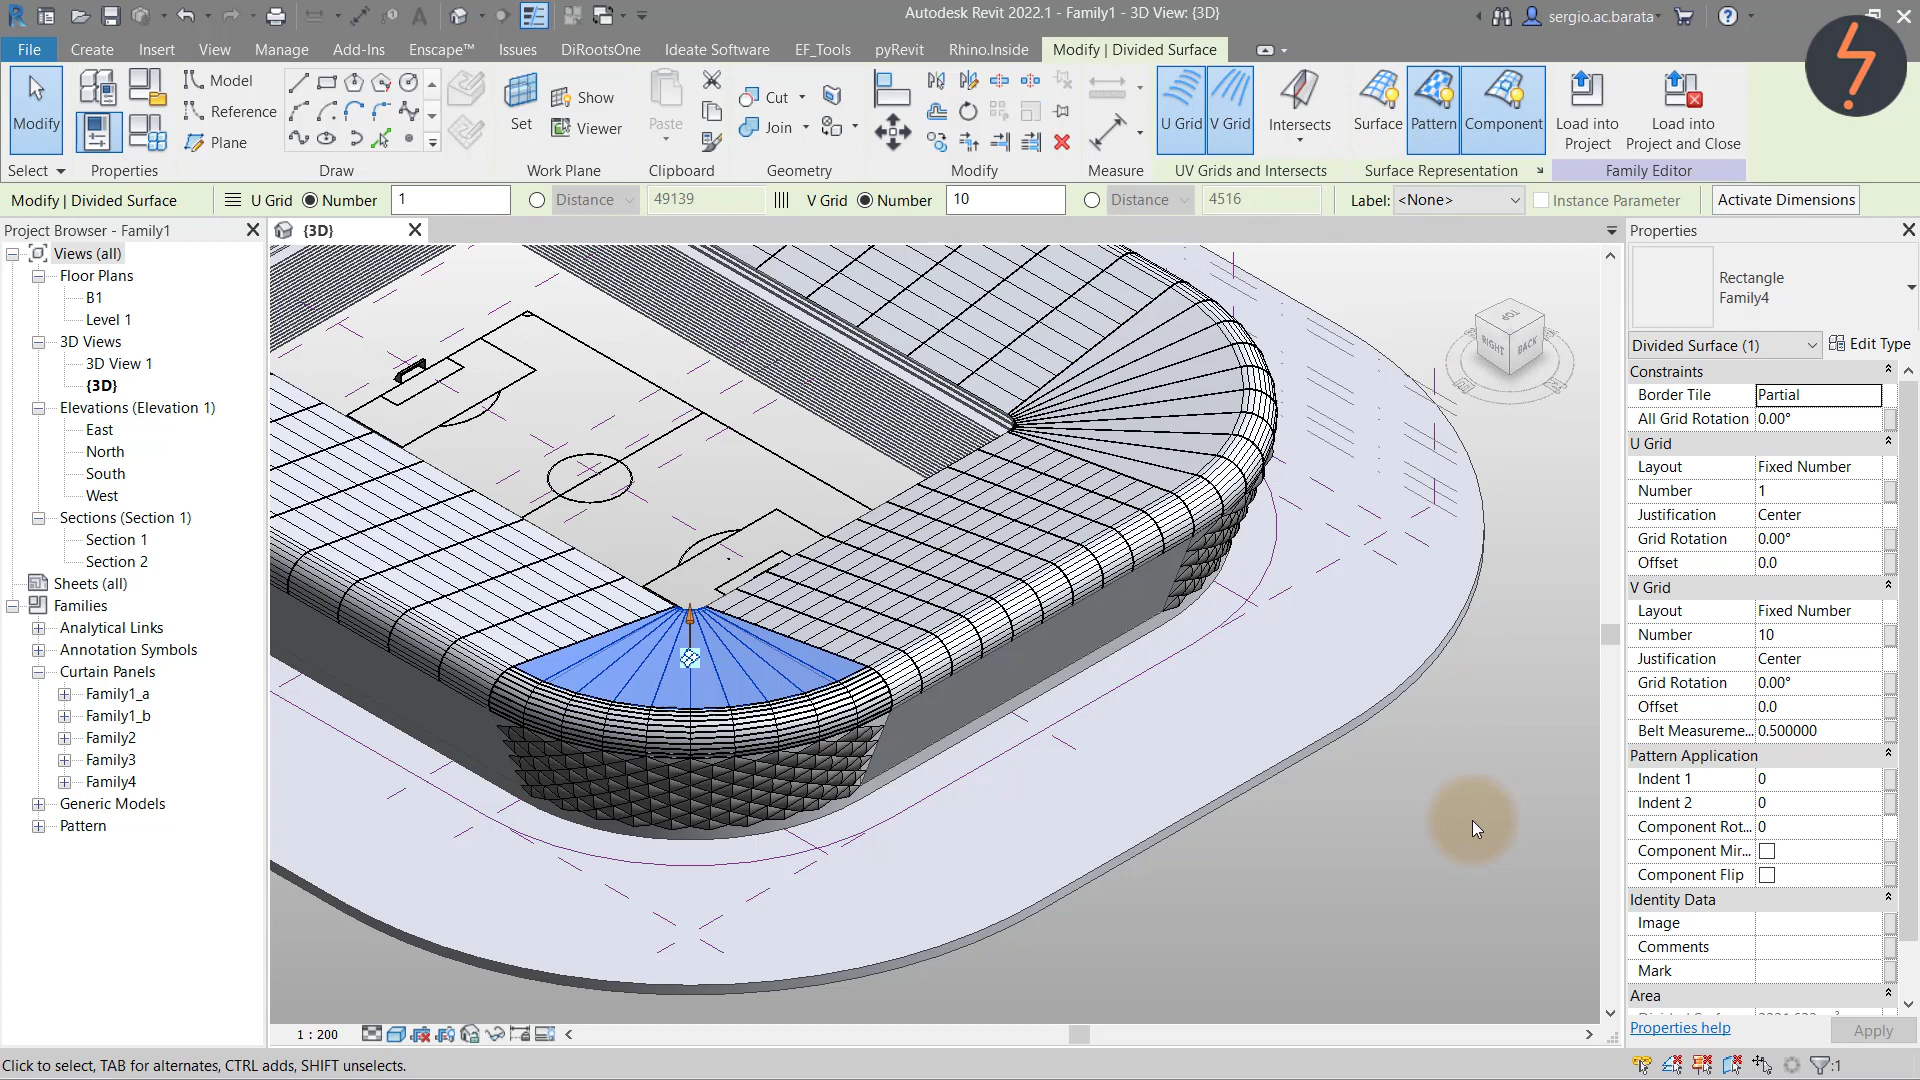 Autodesk Revit 2022.1 - Family1 - 3D View: {3D}
sergio.ac.barata
File Create Insert View Manage Add-Ins Enscape™ Issues DiRootsOne Ideate Software EF_Tools pyRevit Rhino.Inside Modify | Divided Surface
Modify
Model
Reference
Plane
Set
Show
Viewer
Paste
Cut
Join
U Grid V Grid Intersects Surface Pattern Component
Load into Project
Load into Project and Close
Select Properties Draw Work Plane Clipboard Geometry Modify Measure UV Grids and Intersects Surface Representation Family Editor
Modify | Divided Surface U Grid Number 1 Distance 49139 V Grid Number 10 Distance 4516 Label: <None> Instance Parameter Activate Dimensions
Project Browser - Family1
{3D}
Properties
Views (all)
Floor Plans
B1
Level 1
3D Views
3D View 1
{3D}
Elevations (Elevation 1)
East
North
South
West
Sections (Section 1)
Section 1
Section 2
Sheets (all)
Families
Analytical Links
Annotation Symbols
Curtain Panels
Family1_a
Family1_b
Family2
Family3
Family4
Generic Models
Pattern
TOP
RIGHT
BACK
Rectangle
Family4
Divided Surface (1) Edit Type
Constraints
Border Tile Partial
All Grid Rotation 0.00°
U Grid
Layout Fixed Number
Number 1
Justification Center
Grid Rotation 0.00°
Offset 0.0
V Grid
Layout Fixed Number
Number 10
Justification Center
Grid Rotation 0.00°
Offset 0.0
Belt Measureme... 0.500000
Pattern Application
Indent 1 0
Indent 2 0
Component Rot... 0
Component Mir...
Component Flip
Identity Data
Image
Comments
Mark
Area
Properties help Apply
1 : 200
Click to select, TAB for alternates, CTRL adds, SHIFT unselects.
:1